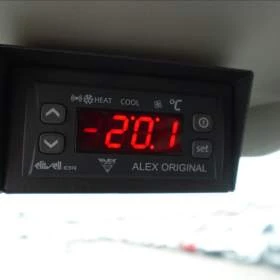 HEAT COOL °C
-20.1
set
eliwell
ALEX ORIGINAL